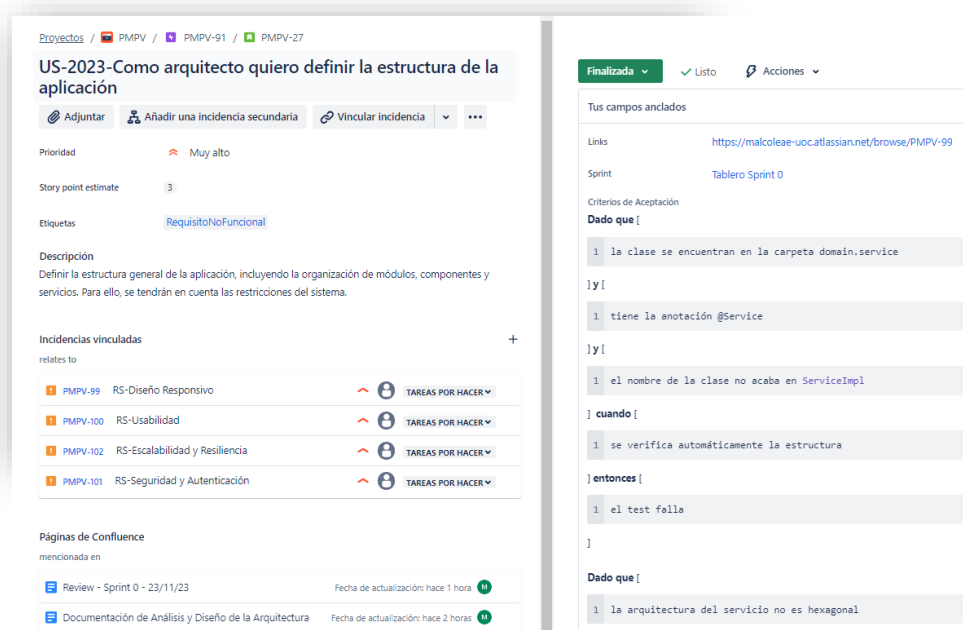 Proyectos / PMPV / PMPV-91 / PMPV-27
US-2023-Como arquitecto quiero definir la estructura de la
aplicación
Adjuntar Añadir una incidencia secundaria Vincular incidencia
Prioridad Muy alto
Story point estimate 3
Etiquetas RequisitoNoFuncional
Descripción
Definir la estructura general de la aplicación, incluyendo la organización de módulos, componentes y
servicios. Para ello, se tendrán en cuenta las restricciones del sistema.
Incidencias vinculadas +
relates to
PMPV-99 RS-Diseño Responsivo TAREAS POR HACER
PMPV-100 RS-Usabilidad TAREAS POR HACER
PMPV-102 RS-Escalabilidad y Resiliencia TAREAS POR HACER
PMPV-101 RS-Seguridad y Autenticación TAREAS POR HACER
Páginas de Confluence
mencionada en
Review - Sprint 0 - 23/11/23 Fecha de actualización: hace 1 hora M
Documentación de Análisis y Diseño de la Arquitectura Fecha de actualización: hace 2 horas M
Finalizada Listo Acciones
Tus campos anclados
Links https://malcoleae-uoc.atlassian.net/browse/PMPV-99
Sprint Tablero Sprint 0
Criterios de Aceptación
Dado que [
1 la clase se encuentran en la carpeta domain.service
] y [
1 tiene la anotación @Service
] y [
1 el nombre de la clase no acaba en ServiceImpl
] cuando [
1 se verifica automáticamente la estructura
] entonces [
1 el test falla
]
Dado que [
1 la arquitectura del servicio no es hexagonal